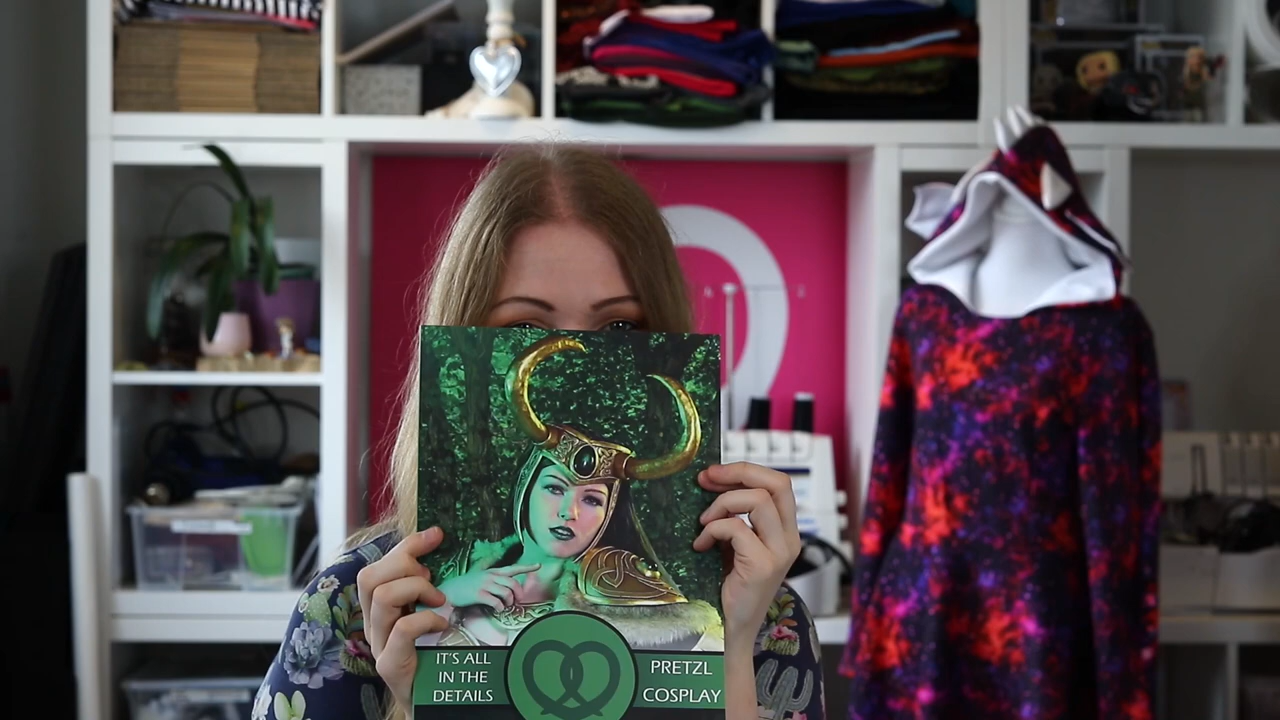 IT'S ALL
IN THE
DETAILS
PRETZL
COSPLAY